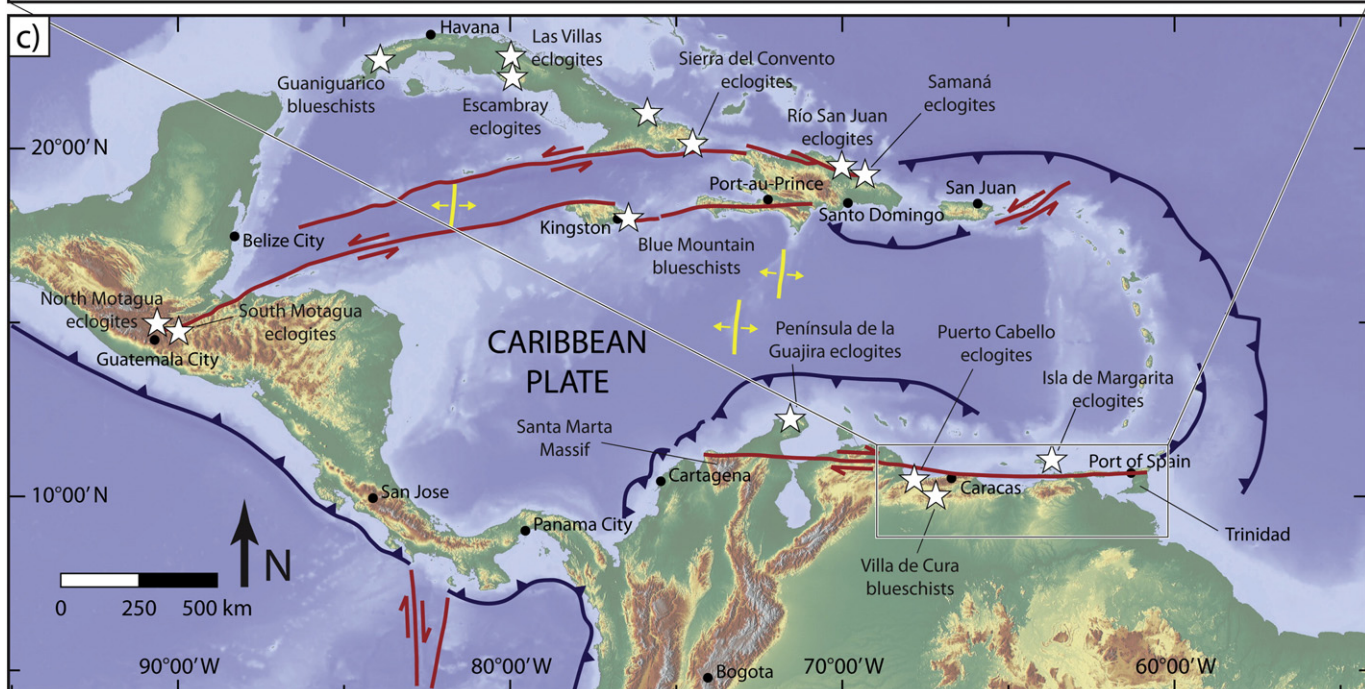 c)
Havana
Las Villas
eclogites
Guaniguarico
blueschists
Escambray
eclogites
Sierra del Convento
eclogites
Samaná
eclogites
Río San Juan
eclogites
20°00' N
Port-au-Prince
San Juan
Santo Domingo
Kingston
Belize City
Blue Mountain
blueschists
North Motagua
eclogites
South Motagua
eclogites
Guatemala City
CARIBBEAN
PLATE
Península de la
Guajira eclogites
Puerto Cabello
eclogites
Isla de Margarita
eclogites
Santa Marta
Massif
Cartagena
Port of Spain
Caracas
10°00' N
San Jose
Panama City
Trinidad
Villa de Cura
blueschists
N
0 250 500 km
90°00'W
80°00'W
70°00'W
60°00'W
Bogota